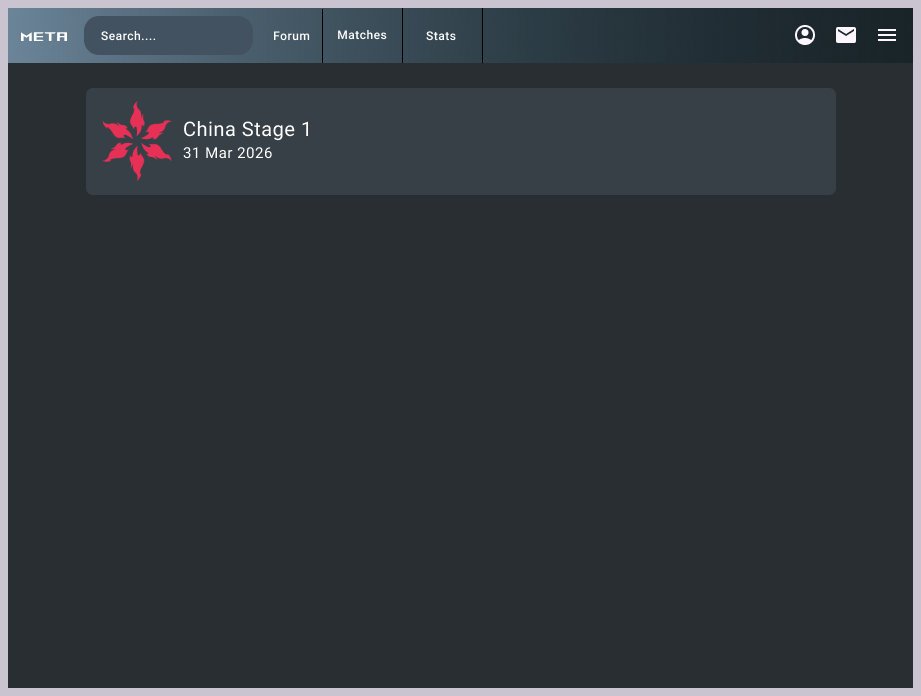 META
Search....
Forum
Matches
Stats
China Stage 1
31 Mar 2026